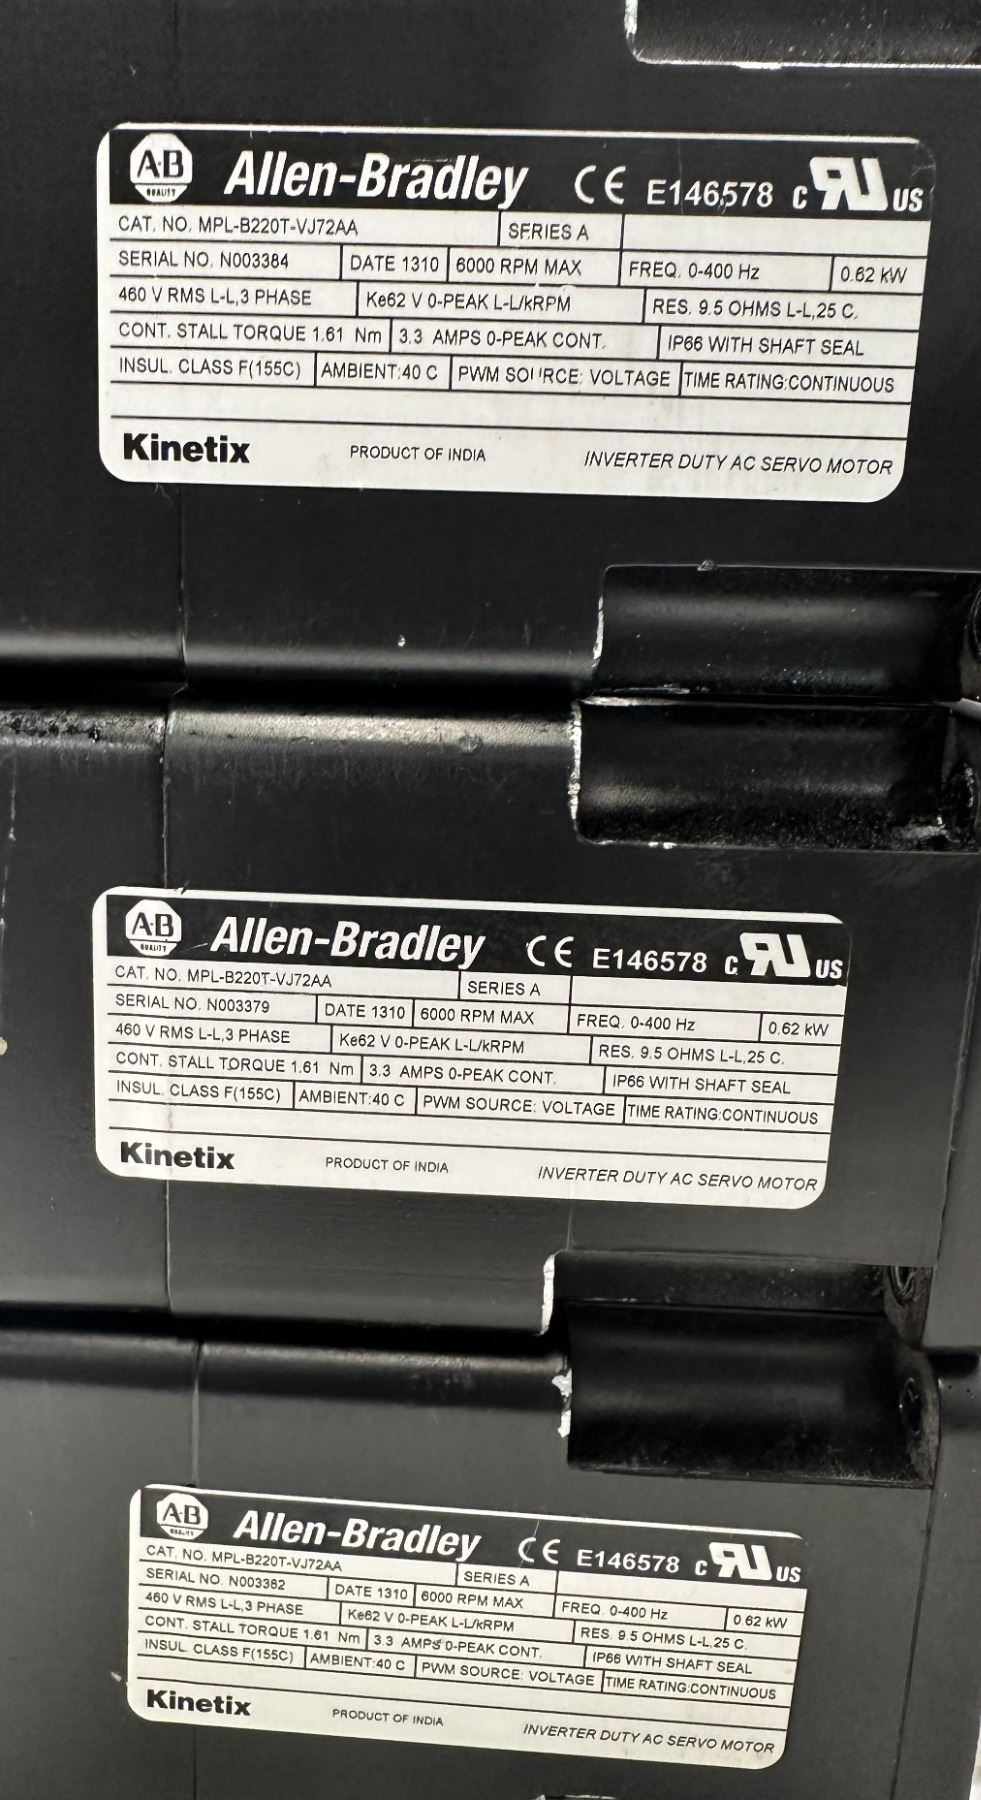 A·B QUALITY Allen-Bradley CE E146578 C RU US
CAT. NO. MPL-B220T-VJ72AA SERIES A
SERIAL NO. N003384 DATE 1310 6000 RPM MAX FREQ. 0-400 Hz 0.62 kW
460 V RMS L-L,3 PHASE Ke62 V 0-PEAK L-L/kRPM RES. 9.5 OHMS L-L,25 C.
CONT. STALL TORQUE 1.61 Nm 3.3 AMPS 0-PEAK CONT. IP66 WITH SHAFT SEAL
INSUL. CLASS F(155C) AMBIENT:40 C PWM SOURCE: VOLTAGE TIME RATING:CONTINUOUS
Kinetix PRODUCT OF INDIA INVERTER DUTY AC SERVO MOTOR
A·B QUALITY Allen-Bradley CE E146578 C RU US
CAT. NO. MPL-B220T-VJ72AA SERIES A
SERIAL NO. N003379 DATE 1310 6000 RPM MAX FREQ. 0-400 Hz 0.62 kW
460 V RMS L-L,3 PHASE Ke62 V 0-PEAK L-L/kRPM RES. 9.5 OHMS L-L,25 C.
CONT. STALL TORQUE 1.61 Nm 3.3 AMPS 0-PEAK CONT. IP66 WITH SHAFT SEAL
INSUL. CLASS F(155C) AMBIENT:40 C PWM SOURCE: VOLTAGE TIME RATING:CONTINUOUS
Kinetix PRODUCT OF INDIA INVERTER DUTY AC SERVO MOTOR
A·B QUALITY Allen-Bradley CE E146578 C RU US
CAT. NO. MPL-B220T-VJ72AA SERIES A
SERIAL NO. N003362 DATE 1310 6000 RPM MAX FREQ. 0-400 Hz 0.62 kW
460 V RMS L-L,3 PHASE Ke62 V 0-PEAK L-L/kRPM RES. 9.5 OHMS L-L,25 C.
CONT. STALL TORQUE 1.61 Nm 3.3 AMPS 0-PEAK CONT. IP66 WITH SHAFT SEAL
INSUL. CLASS F(155C) AMBIENT:40 C PWM SOURCE: VOLTAGE TIME RATING:CONTINUOUS
Kinetix PRODUCT OF INDIA INVERTER DUTY AC SERVO MOTOR